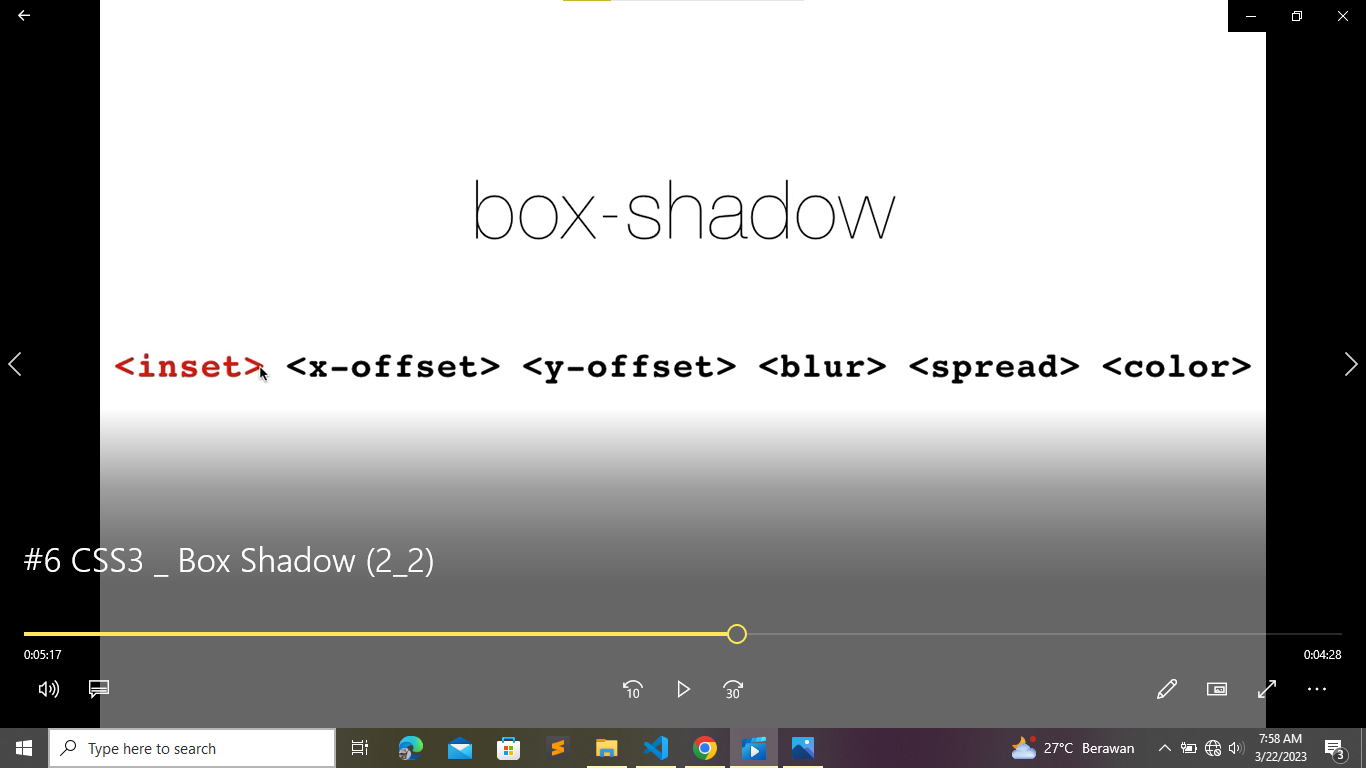 box-shadow
<inset> <x-offset> <y-offset> <blur> <spread> <color>
#6 CSS3 _ Box Shadow (2_2)
0:05:17
0:04:28
10
30
Type here to search
27°C Berawan
7:58 AM
3/22/2023
3